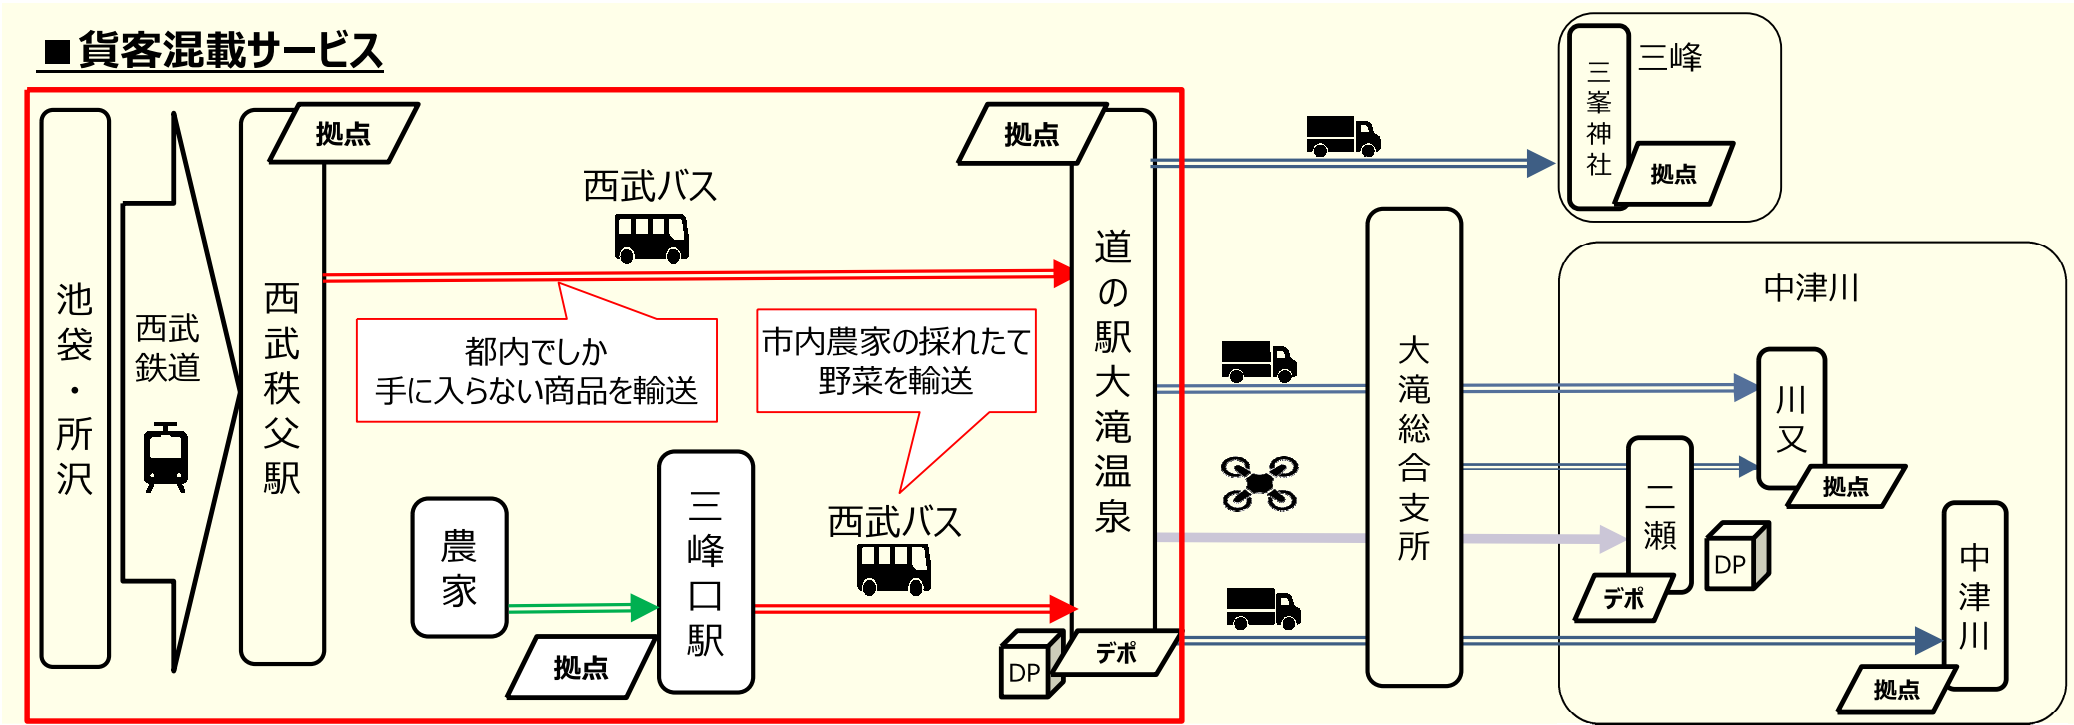 ■貨客混載サービス
池袋・所沢
西武
鉄道
西武秩父駅
拠点
西武バス
都内でしか
手に入らない商品を輸送
市内農家の採れたて
野菜を輸送
農家
拠点
三峰口駅
西武バス
拠点
道の駅大滝温泉
DP
デポ
大滝総合支所
三峰
三峯神社
拠点
中津川
川又
拠点
二瀬
DP
デポ
中津川
拠点